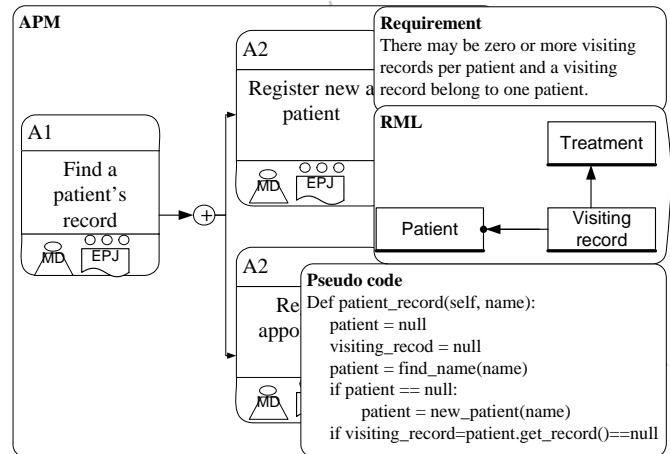 APM
A1
Find a
patient's
record
MD
EPJ
+
A2
Register new a
patient
MD
EPJ
A2
Re
appo
MD
Requirement
There may be zero or more visiting
records per patient and a visiting
record belong to one patient.
RML
Treatment
Patient
Visiting
record
Pseudo code
Def patient_record(self, name):
patient = null
visiting_recod = null
patient = find_name(name)
if patient == null:
patient = new_patient(name)
if visiting_record=patient.get_record()==null